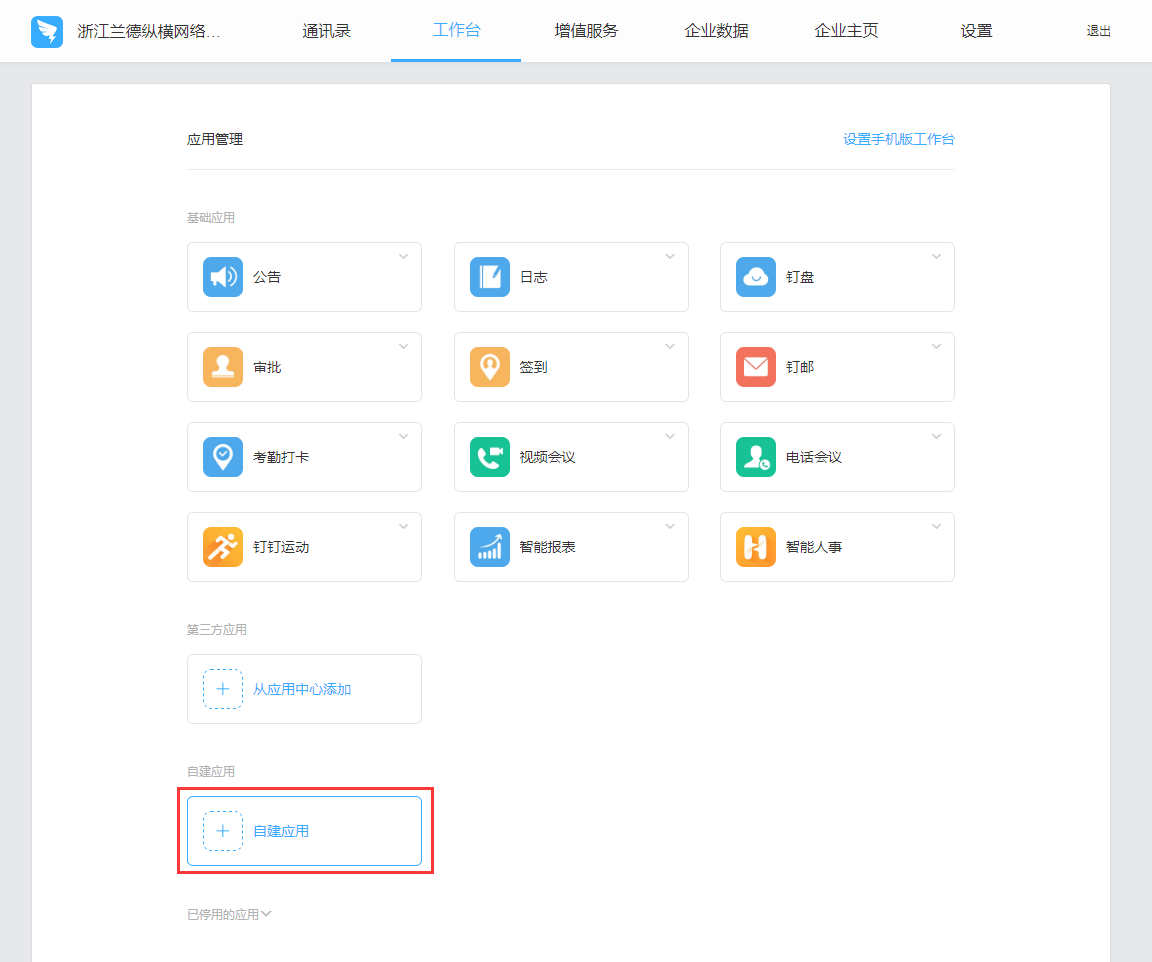 浙江兰德纵横网络... 通讯录 工作台 增值服务 企业数据 企业主页 设置 退出
应用管理 设置手机版工作台
基础应用
公告 日志 钉盘
审批 签到 钉邮
考勤打卡 视频会议 电话会议
钉钉运动 智能报表 智能人事
第三方应用
从应用中心添加
自建应用
自建应用
已停用的应用